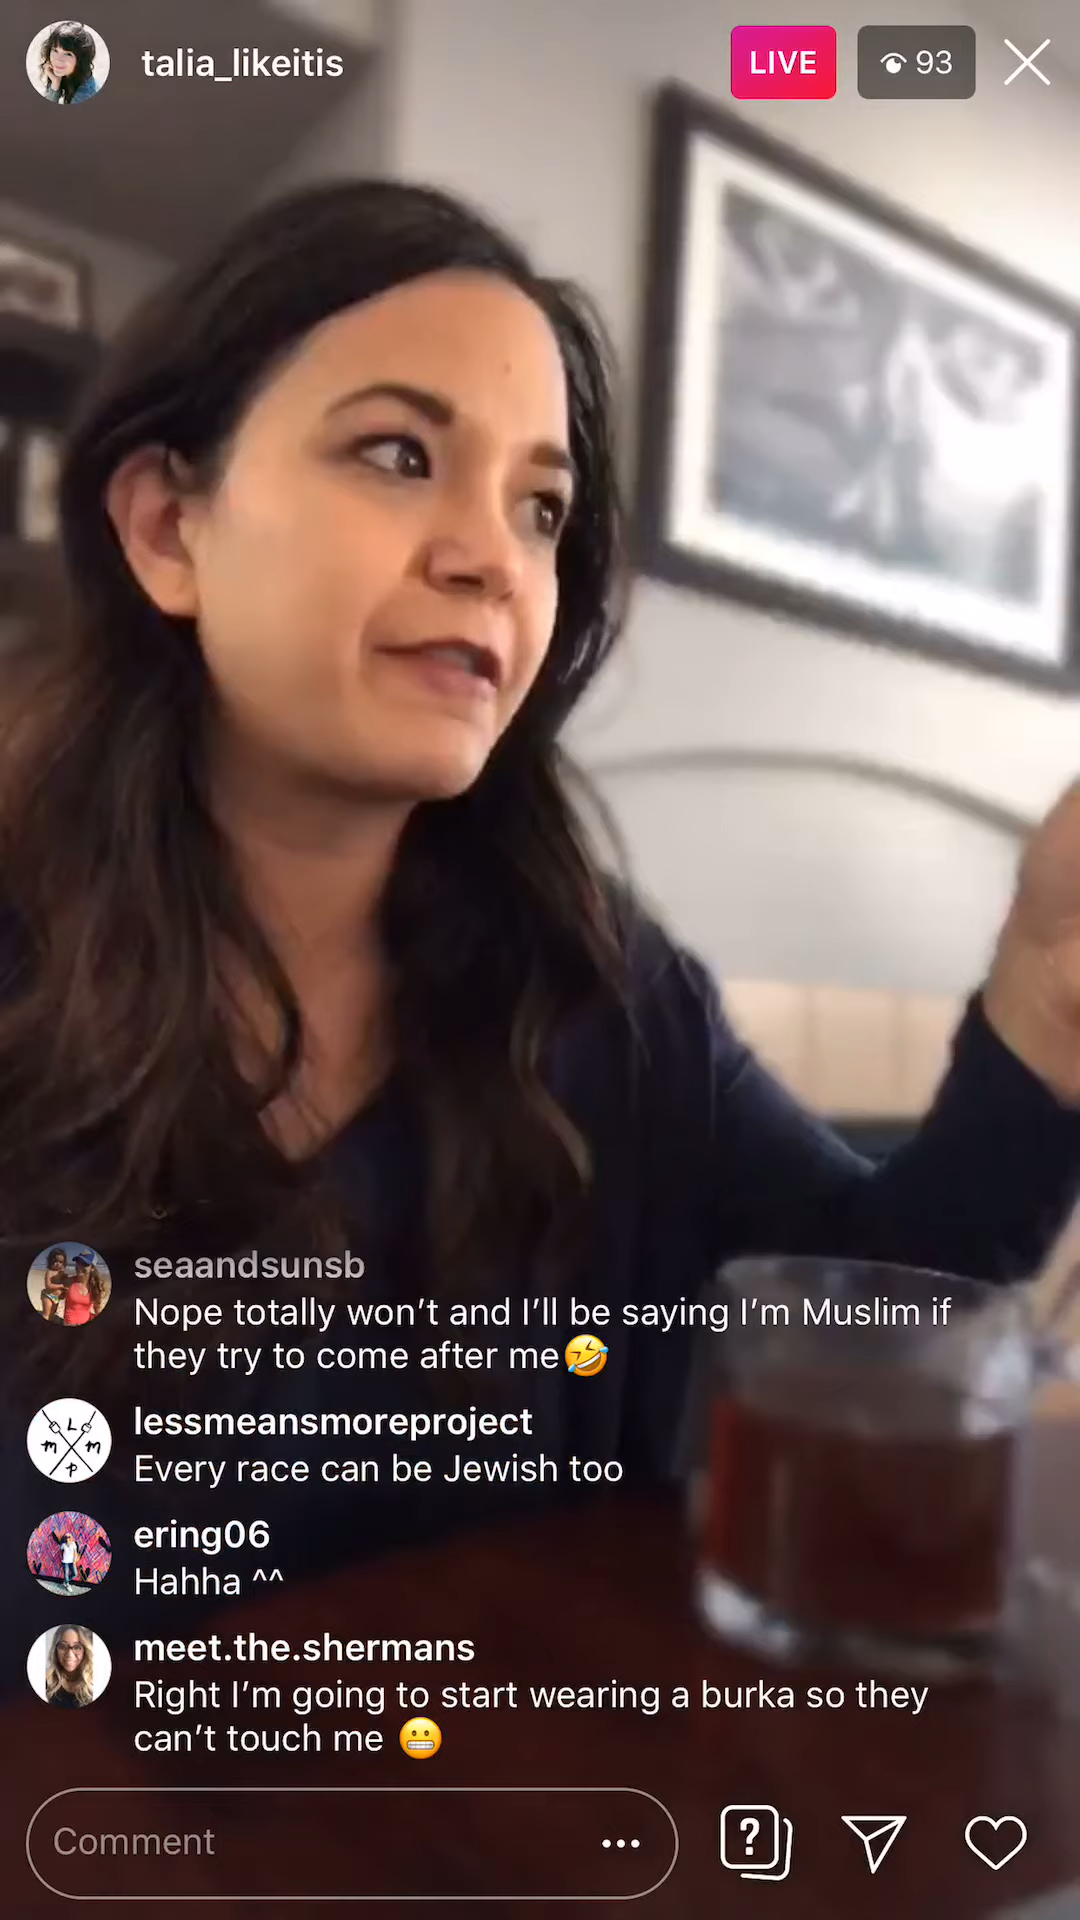 talia_likeitis
LIVE
93
seaandsunsb
Nope totally won’t and I’ll be saying I’m Muslim if
they try to come after me🤣
L
m m
P
lessmeansmoreproject
Every race can be Jewish too
ering06
Hahha ^^
meet.the.shermans
Right I’m going to start wearing a burka so they
can’t touch me 😬
Comment
?